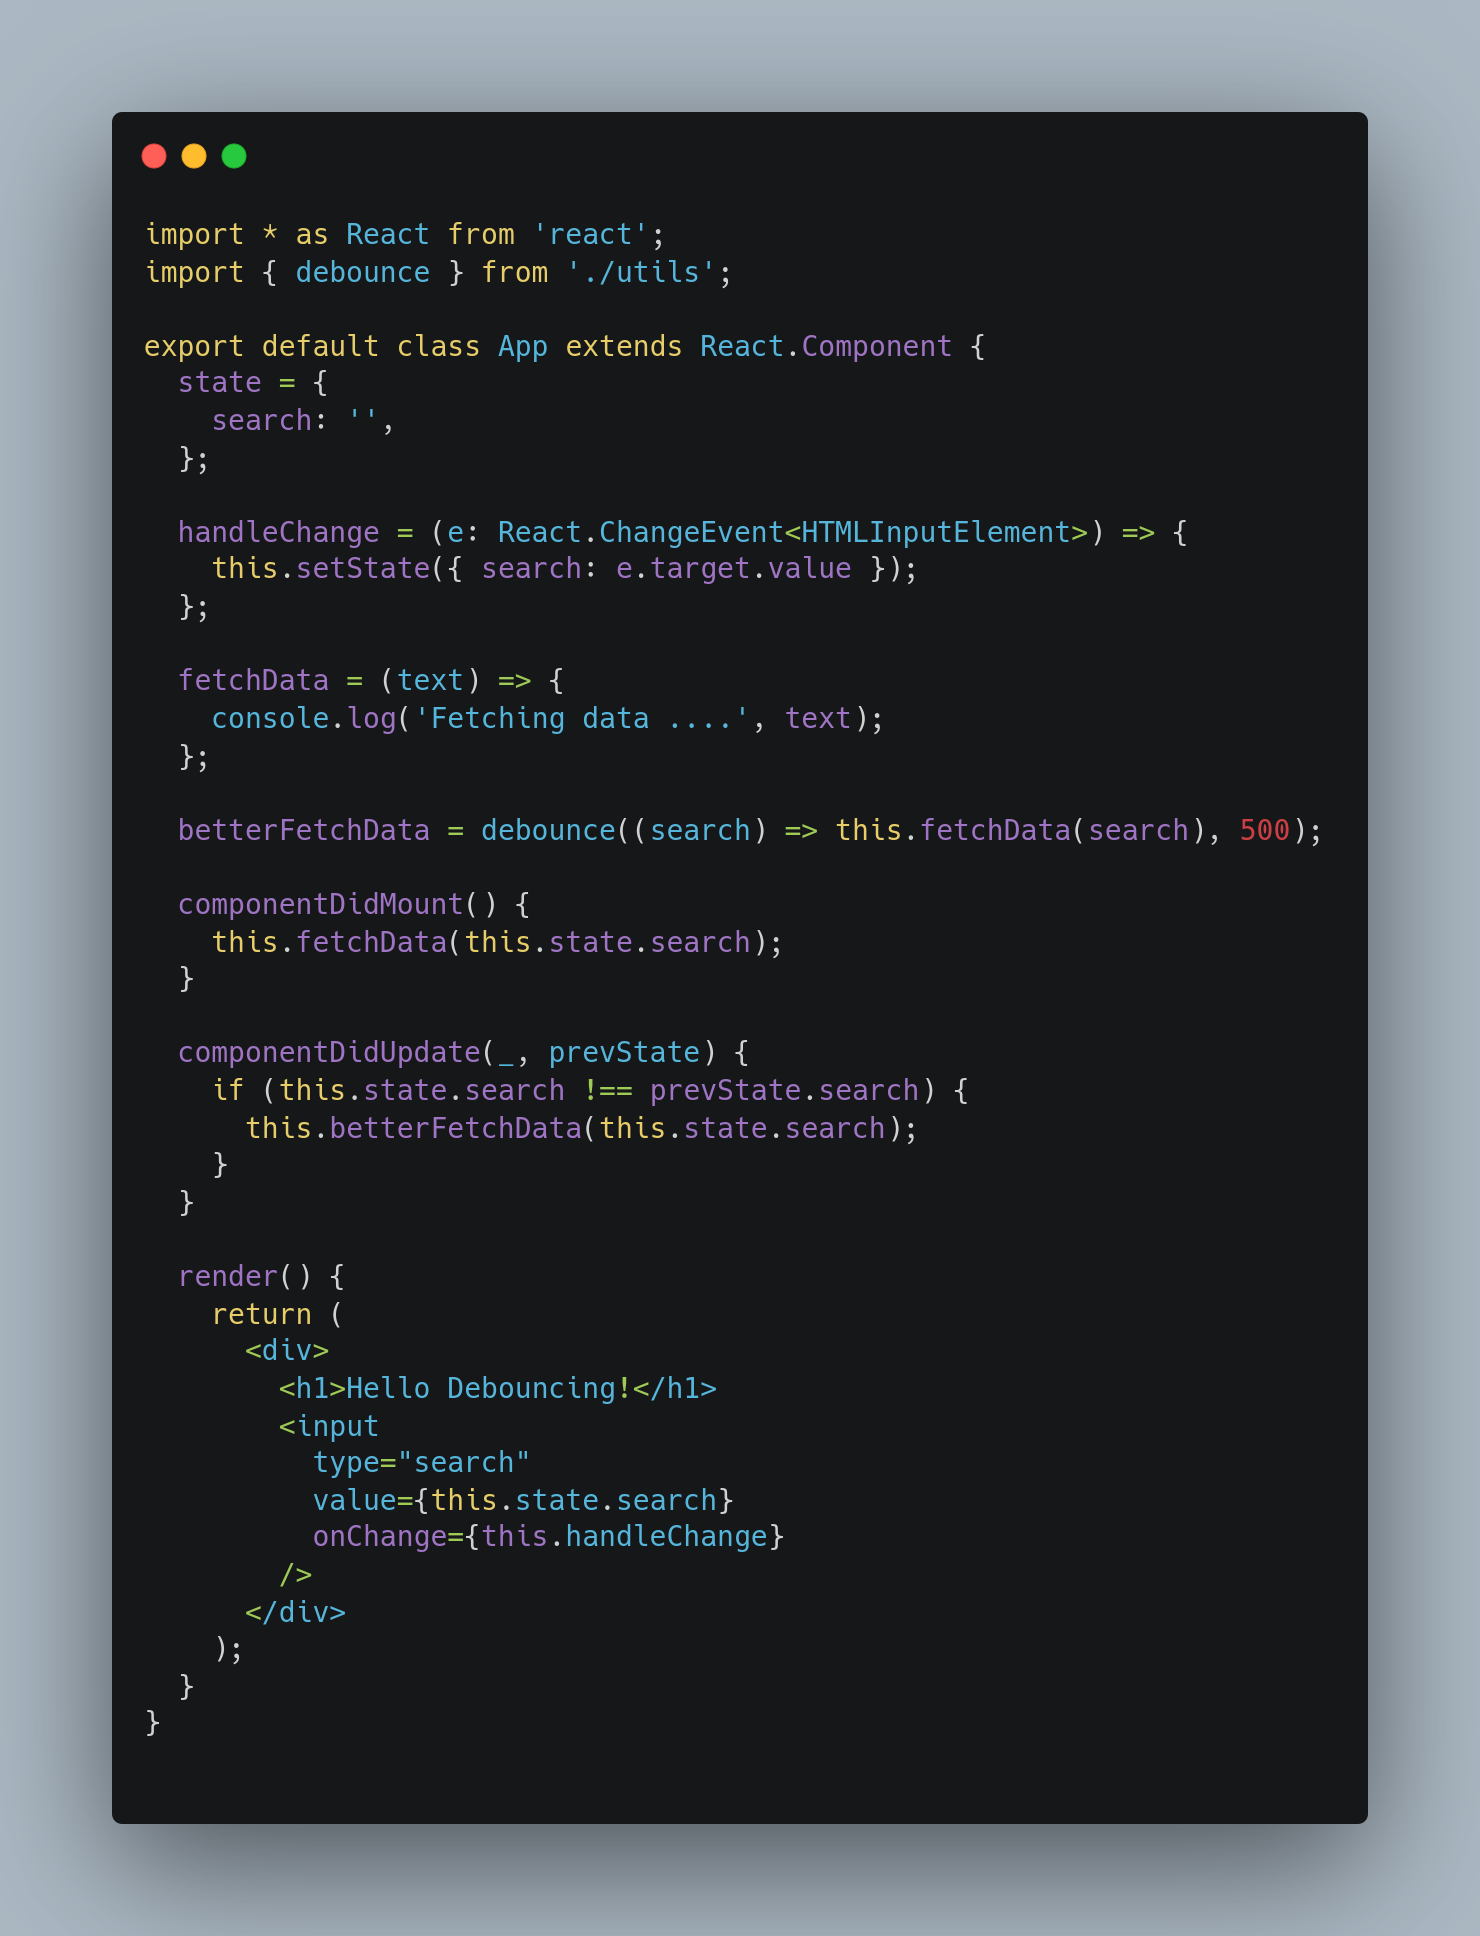 import * as React from 'react';
import { debounce } from './utils';

export default class App extends React.Component {
  state = {
    search: '',
  };

  handleChange = (e: React.ChangeEvent<HTMLInputElement>) => {
    this.setState({ search: e.target.value });
  };

  fetchData = (text) => {
    console.log('Fetching data ....', text);
  };

  betterFetchData = debounce((search) => this.fetchData(search), 500);

  componentDidMount() {
    this.fetchData(this.state.search);
  }

  componentDidUpdate(_, prevState) {
    if (this.state.search !== prevState.search) {
      this.betterFetchData(this.state.search);
    }
  }

  render() {
    return (
      <div>
        <h1>Hello Debouncing!</h1>
        <input
          type="search"
          value={this.state.search}
          onChange={this.handleChange}
        />
      </div>
    );
  }
}